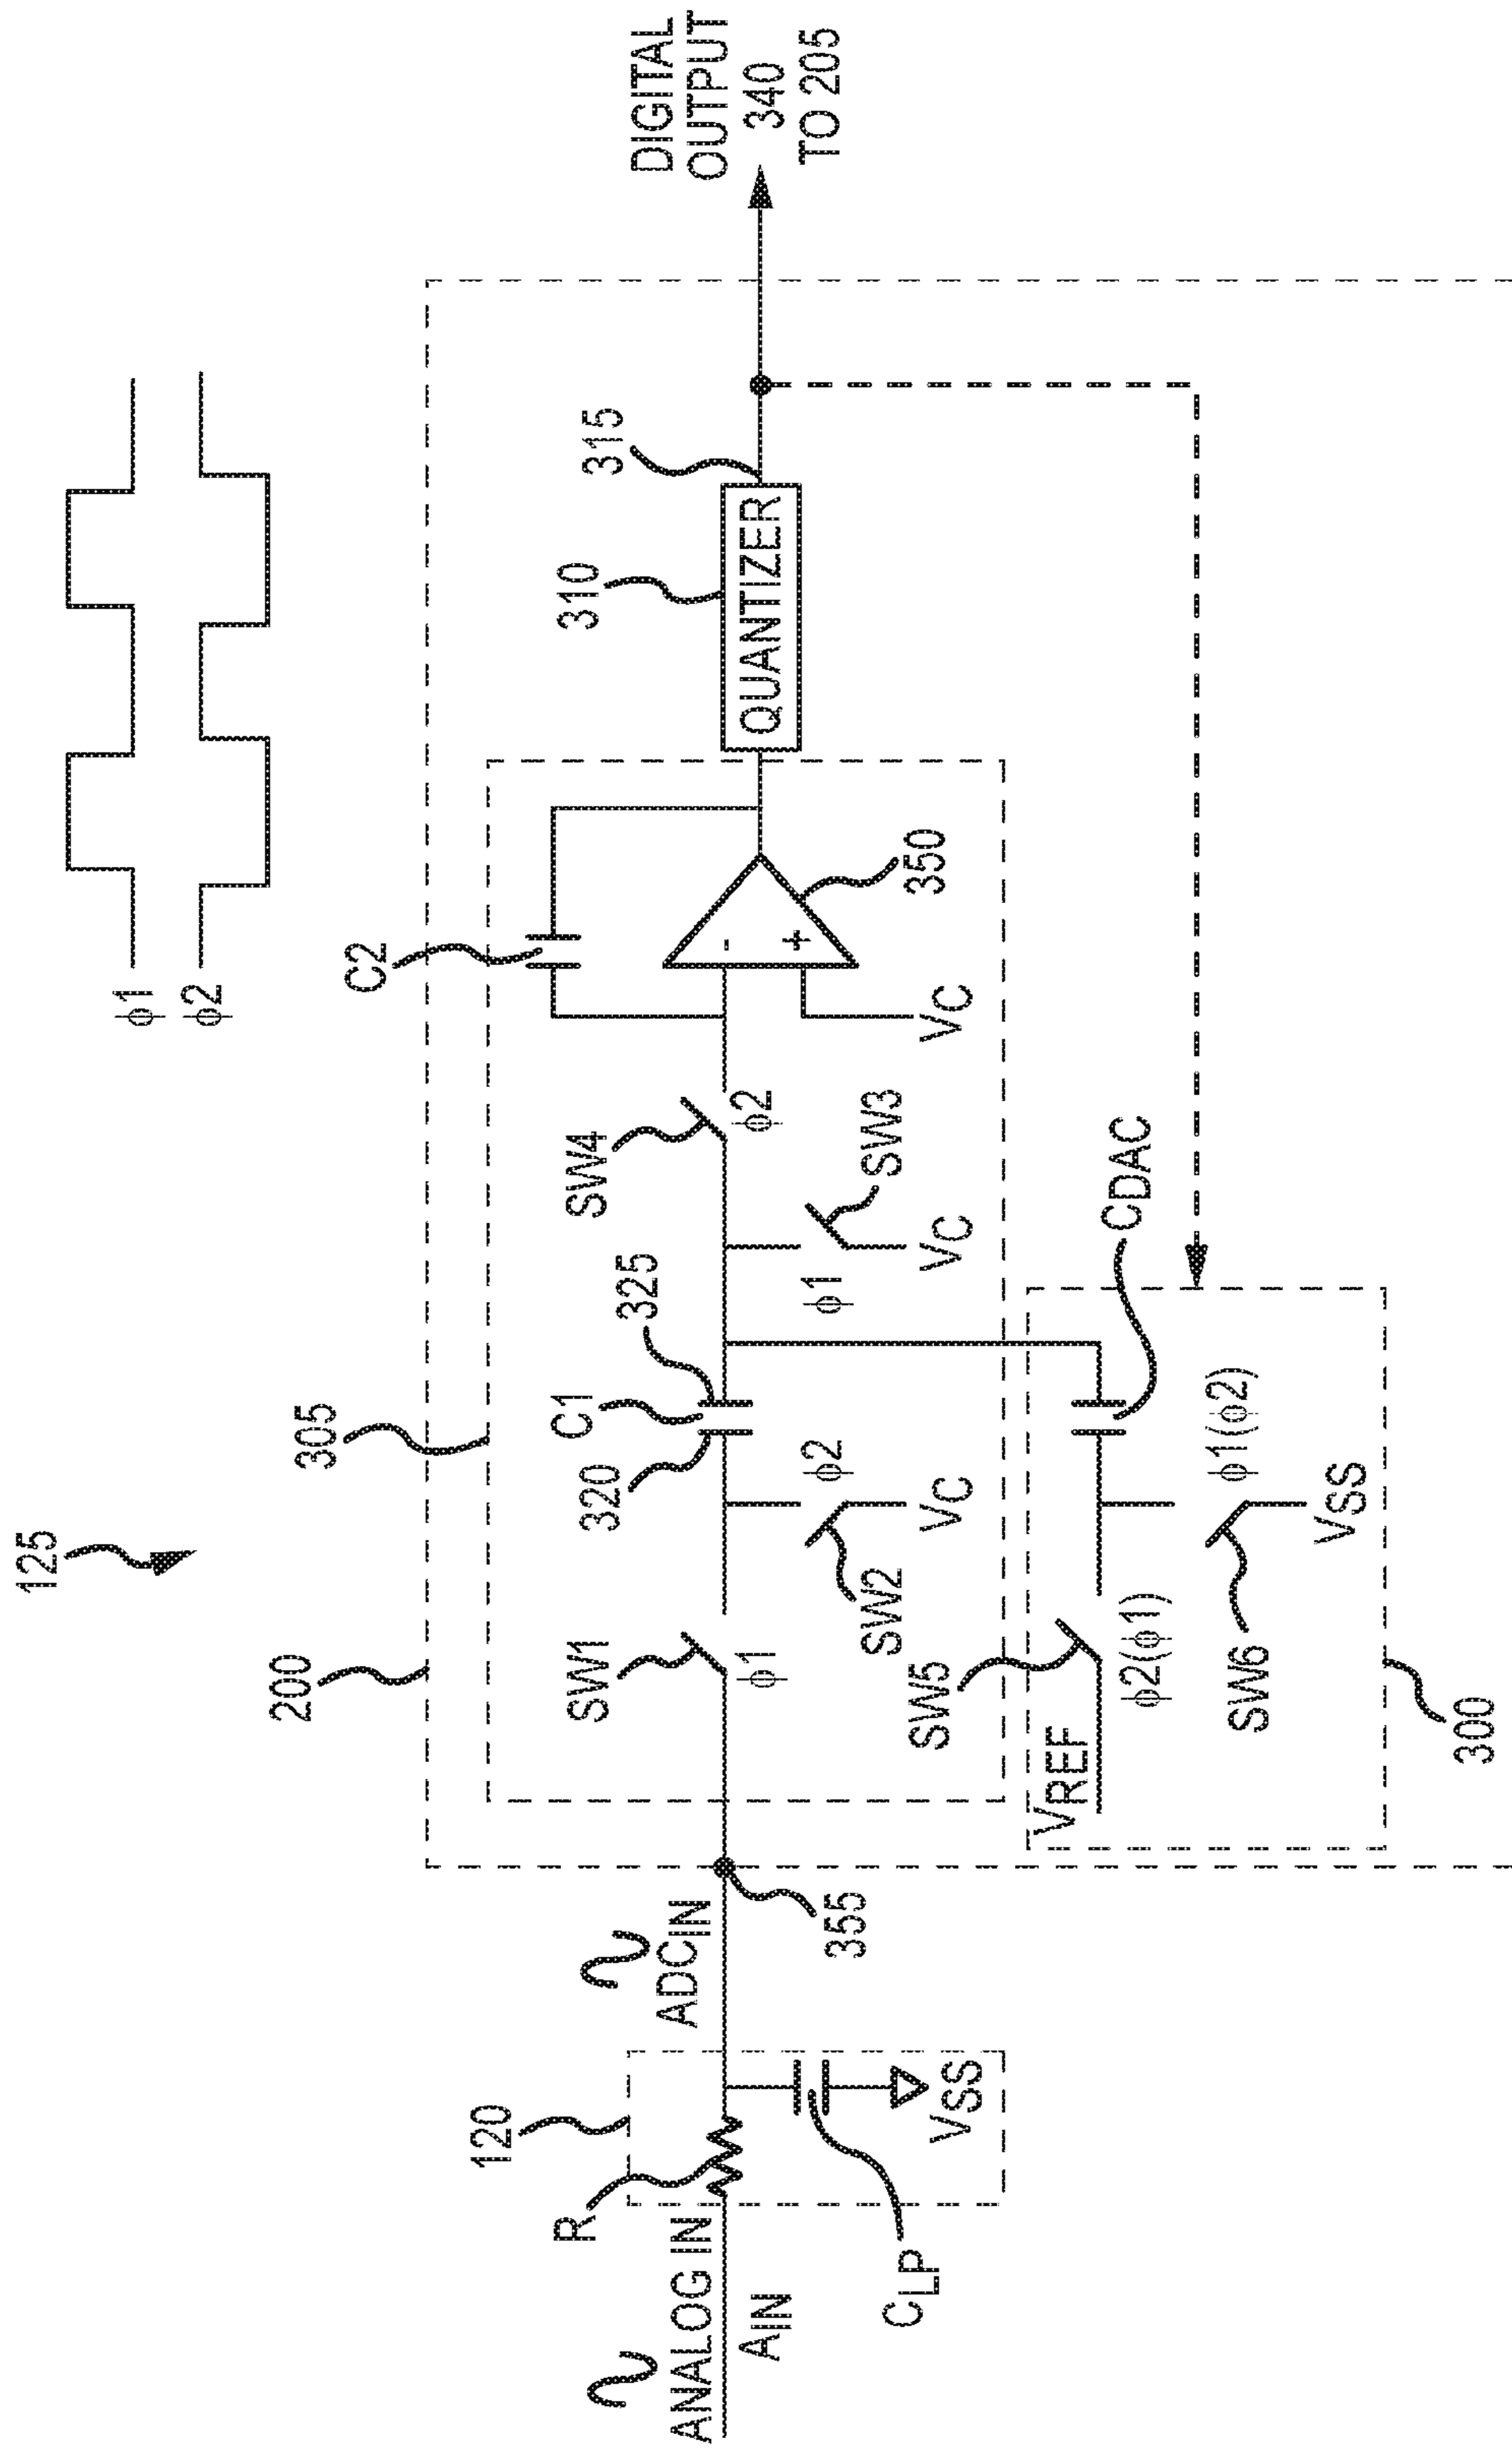 125
ϕ1
ϕ2
200
305
C2
SW1
ϕ1
320
C1
325
SW4
ϕ2
310
315
QUANTIZER
DIGITAL
OUTPUT
340
TO 205
ANALOG IN
AIN
R
120
ADCIN
CLP
VSS
355
SW2
ϕ2
VC
ϕ1
SW3
VC
-
+
VC
350
VREF
SW5
ϕ2(ϕ1)
SW6
ϕ1(ϕ2)
VSS
CDAC
300